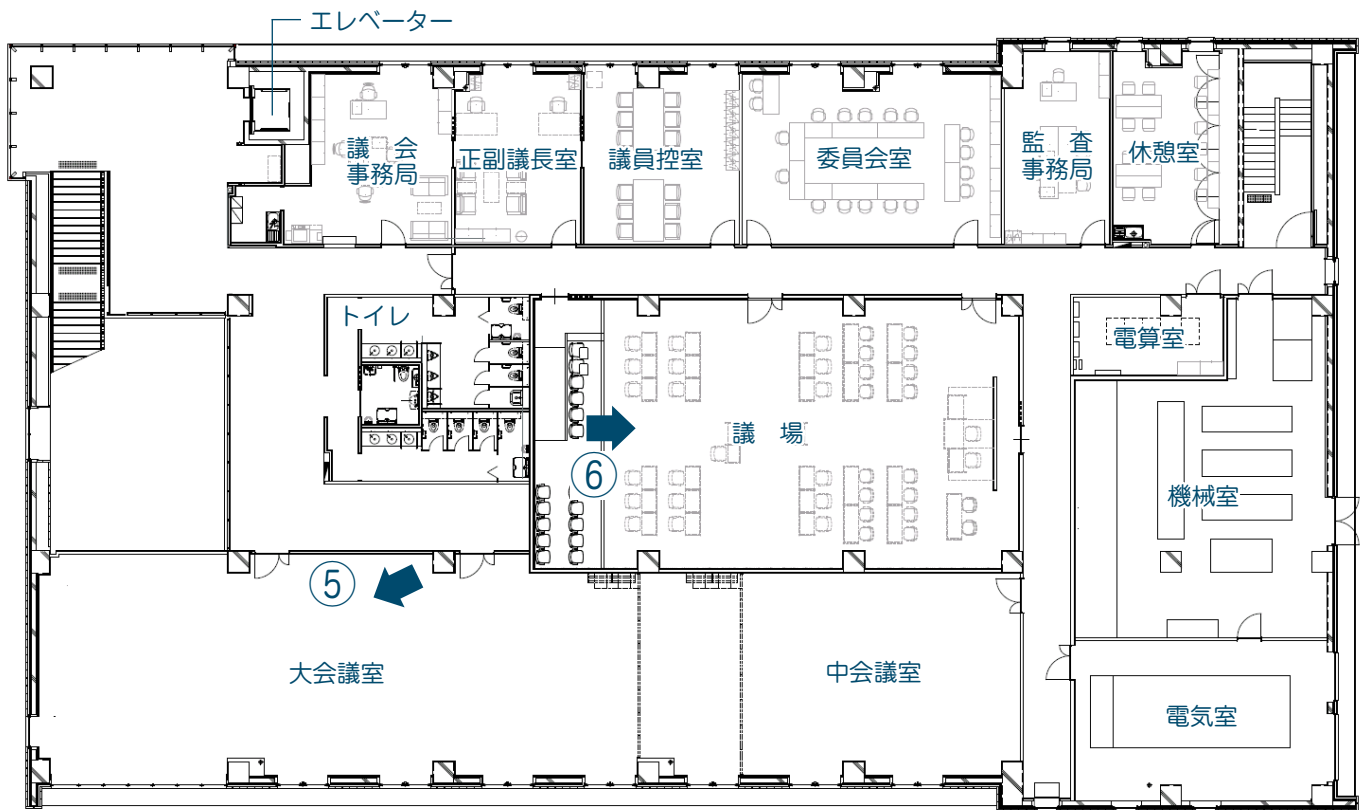 エレベーター
議 会
事務局
正副議長室
議員控室
委員会室
監 査
事務局
休憩室
トイレ
電算室
議 場
⑥
機械室
⑤
大会議室
中会議室
電気室